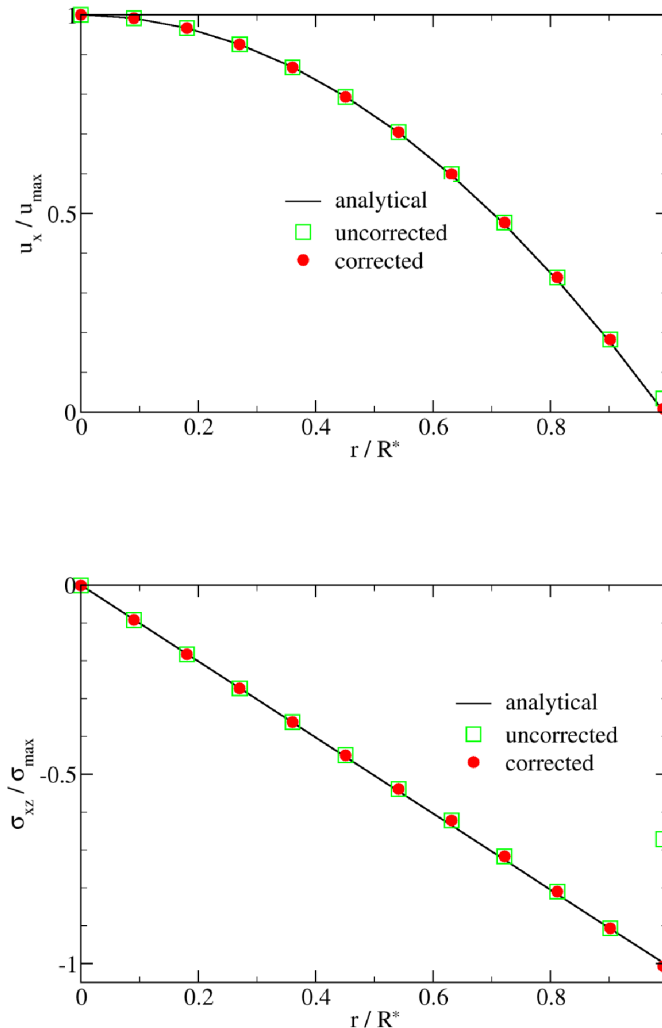 1
u_x / u_max
0.5
0
analytical
uncorrected
corrected
0 0.2 0.4 0.6 0.8
r / R*
0
σ_xz / σ_max
-0.5
-1
analytical
uncorrected
corrected
0 0.2 0.4 0.6 0.8
r / R*